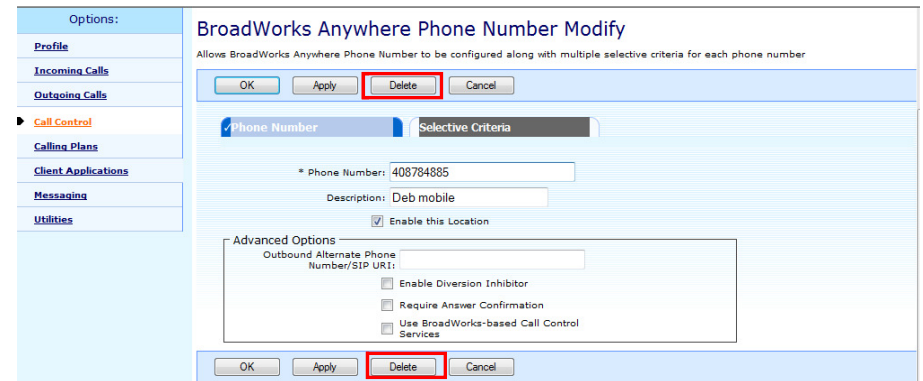 Options:
Profile
Incoming Calls
Outgoing Calls
Call Control
Calling Plans
Client Applications
Messaging
Utilities
BroadWorks Anywhere Phone Number Modify
Allows BroadWorks Anywhere Phone Number to be configured along with multiple selective criteria for each phone number
OK Apply Delete Cancel
Phone Number Selective Criteria
* Phone Number: 408784885
Description: Deb mobile
Enable this Location
Advanced Options
Outbound Alternate Phone
Number/SIP URI:
Enable Diversion Inhibitor
Require Answer Confirmation
Use BroadWorks-based Call Control
Services
OK Apply Delete Cancel